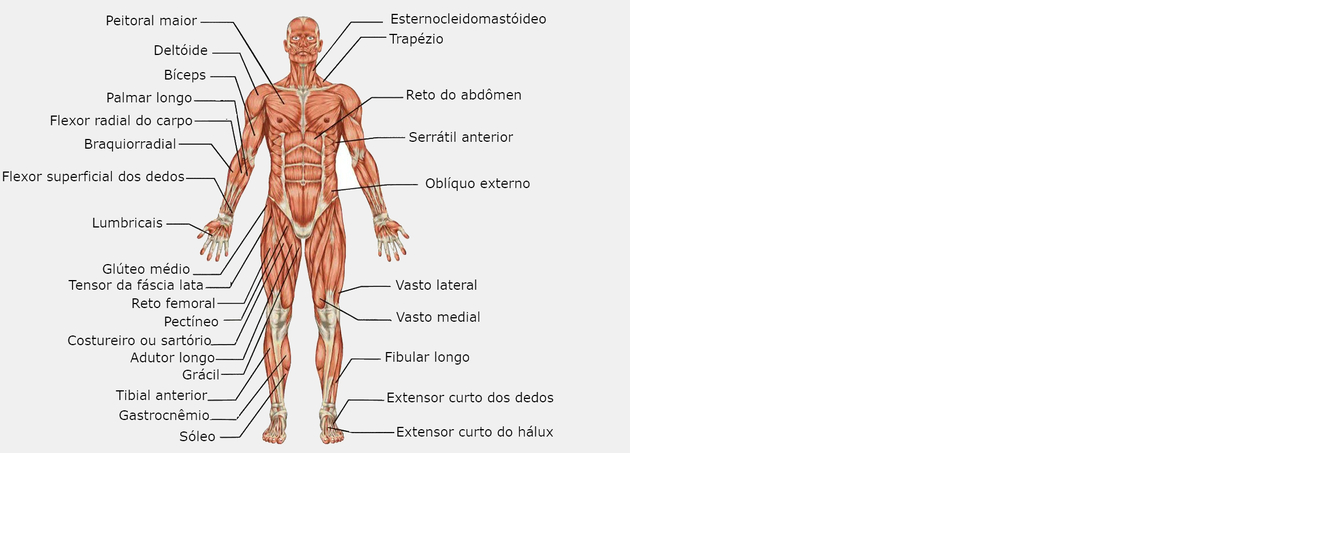 Peitoral maior
Deltóide
Bíceps
Palmar longo
Flexor radial do carpo
Braquiorradial
Flexor superficial dos dedos
Lumbricais
Glúteo médio
Tensor da fáscia lata
Reto femoral
Pectíneo
Costureiro ou sartório
Adutor longo
Grácil
Tibial anterior
Gastrocnêmio
Sóleo
Esternocleidomastóideo
Trapézio
Reto do abdômen
Serrátil anterior
Oblíquo externo
Vasto lateral
Vasto medial
Fibular longo
Extensor curto dos dedos
Extensor curto do hálux